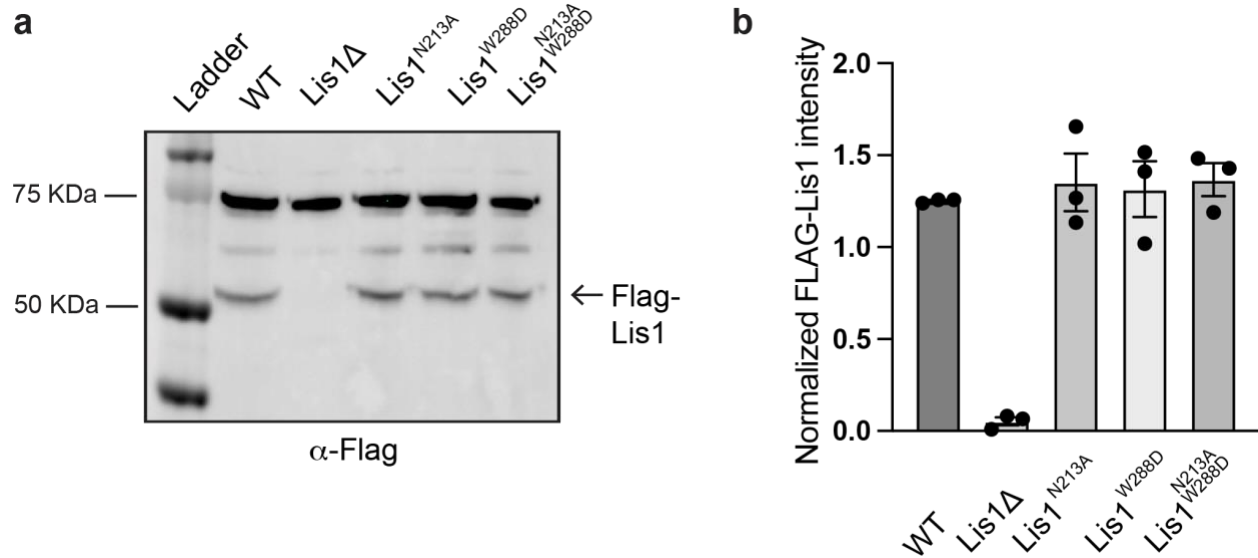 a
Ladder
WT
Lis1Δ
Lis1N213A
Lis1W288D
Lis1N213A
W288D
75 KDa
50 KDa
Flag-
Lis1
α-Flag
b
Normalized FLAG-Lis1 intensity
2.0
1.5
1.0
0.5
0.0
WT
Lis1Δ
Lis1N213A
Lis1W288D
Lis1N213A
W288D